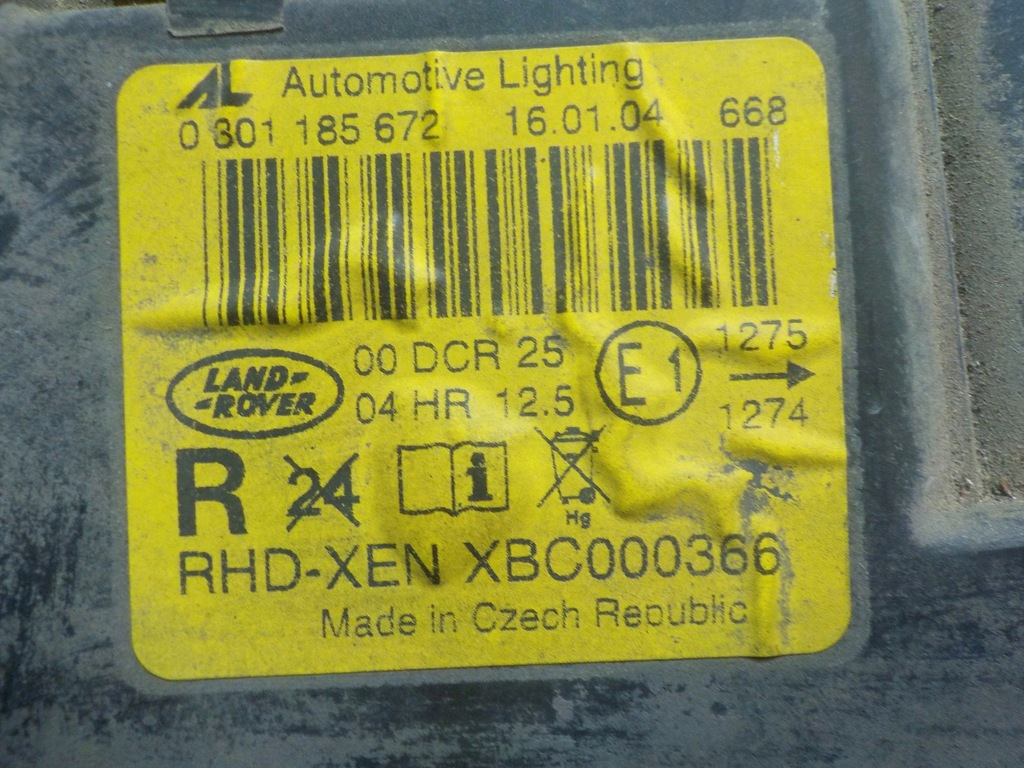 AL Automotive Lighting
0 301 185 672 16.01.04 668
LAND-
-ROVER
00 DCR 25
04 HR 12.5
E1
1275
1274
R 24 i
Hg
RHD-XEN XBC000366
Made in Czech Republic